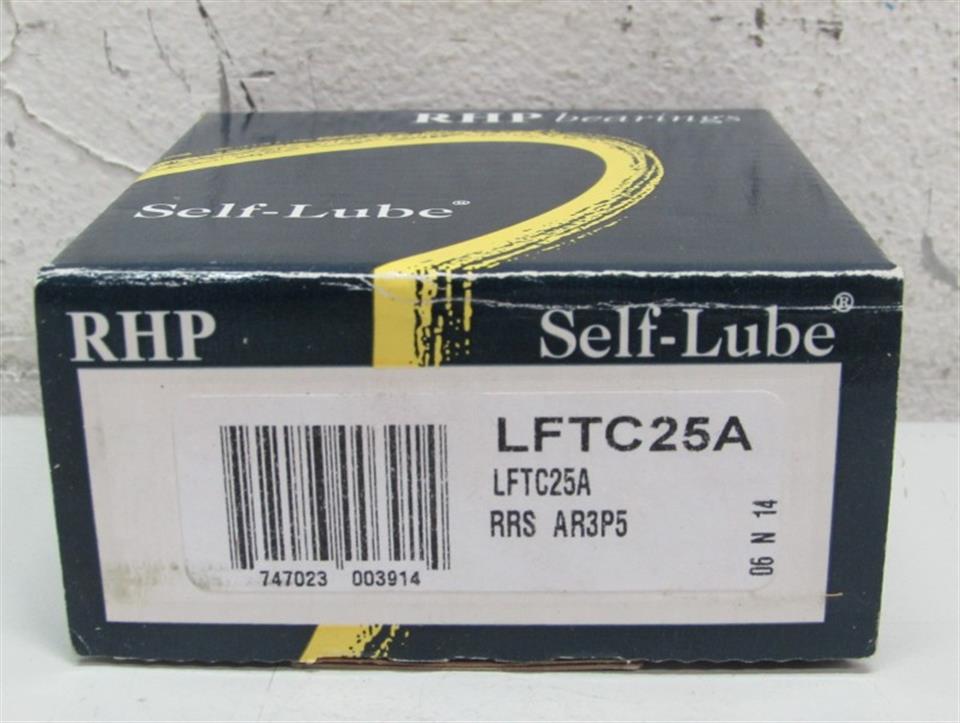 RHP bearings
Self-Lube®
RHP
Self-Lube®
LFTC25A
LFTC25A
RRS AR3P5
06 N 14
747023 003914